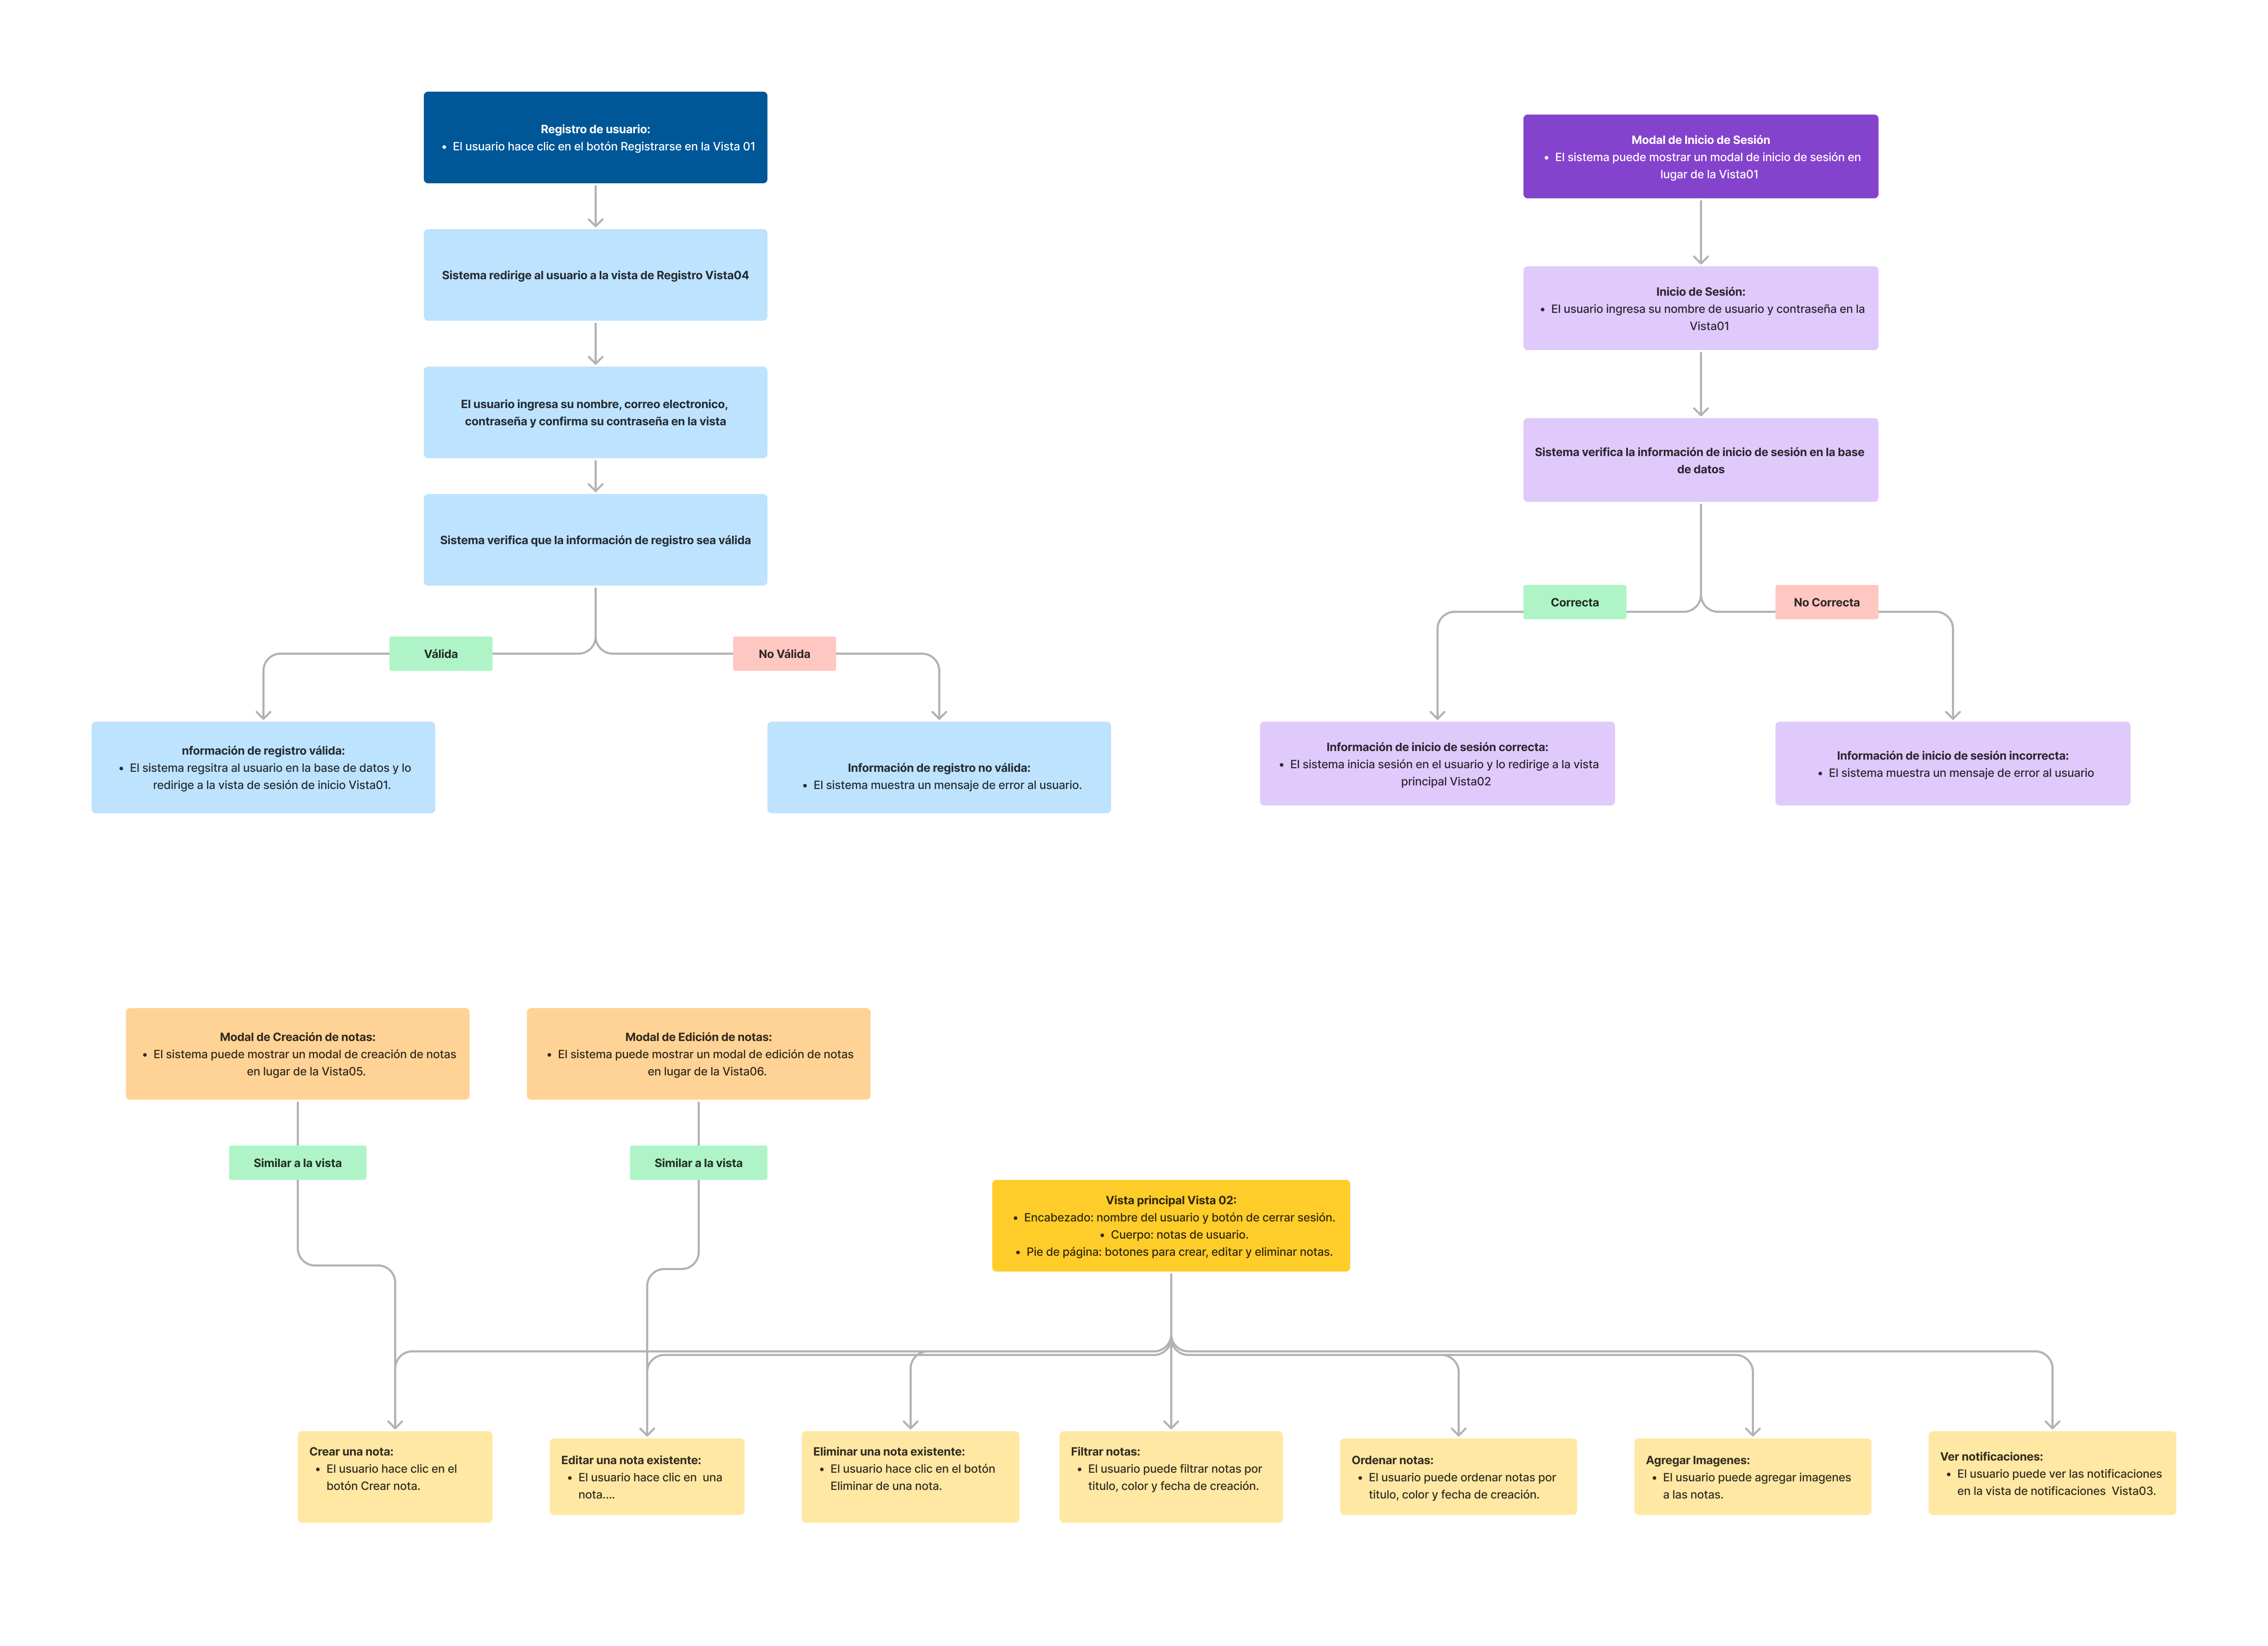 Registro de usuario:
• El usuario hace clic en el botón Registrarse en la Vista 01
Sistema redirige al usuario a la vista de Registro Vista04
El usuario ingresa su nombre, correo electronico,
contraseña y confirma su contraseña en la vista
Sistema verifica que la información de registro sea válida
Válida
No Válida
nformación de registro válida:
• El sistema regsitra al usuario en la base de datos y lo
redirige a la vista de sesión de inicio Vista01.
Información de registro no válida:
• El sistema muestra un mensaje de error al usuario.
Modal de Inicio de Sesión
• El sistema puede mostrar un modal de inicio de sesión en
lugar de la Vista01
Inicio de Sesión:
• El usuario ingresa su nombre de usuario y contraseña en la
Vista01
Sistema verifica la información de inicio de sesión en la base
de datos
Correcta
No Correcta
Información de inicio de sesión correcta:
• El sistema inicia sesión en el usuario y lo redirige a la vista
principal Vista02
Información de inicio de sesión incorrecta:
• El sistema muestra un mensaje de error al usuario
Modal de Creación de notas:
• El sistema puede mostrar un modal de creación de notas
en lugar de la Vista05.
Modal de Edición de notas:
• El sistema puede mostrar un modal de edición de notas
en lugar de la Vista06.
Similar a la vista
Similar a la vista
Vista principal Vista 02:
• Encabezado: nombre del usuario y botón de cerrar sesión.
• Cuerpo: notas de usuario.
• Pie de página: botones para crear, editar y eliminar notas.
Crear una nota:
• El usuario hace clic en el
botón Crear nota.
Editar una nota existente:
• El usuario hace clic en  una
nota....
Eliminar una nota existente:
• El usuario hace clic en el botón
Eliminar de una nota.
Filtrar notas:
• El usuario puede filtrar notas por
titulo, color y fecha de creación.
Ordenar notas:
• El usuario puede ordenar notas por
titulo, color y fecha de creación.
Agregar Imagenes:
• El usuario puede agregar imagenes
a las notas.
Ver notificaciones:
• El usuario puede ver las notificaciones
en la vista de notificaciones  Vista03.